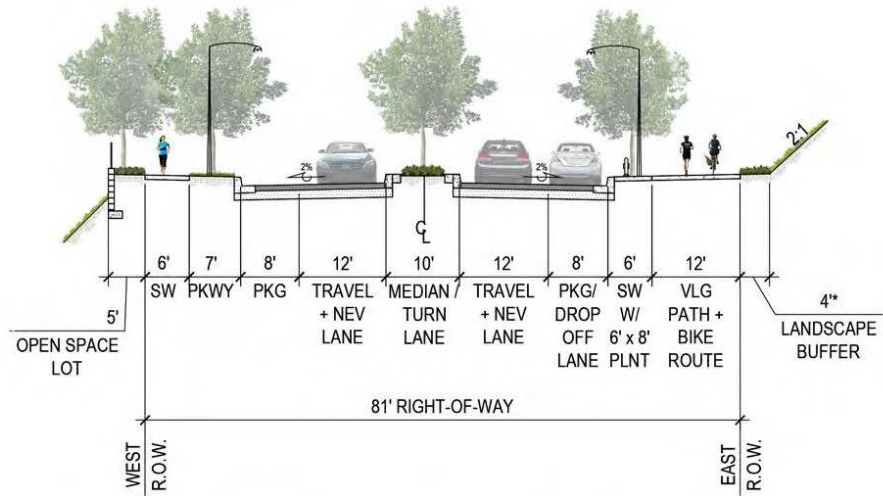 2:1
2%
2%
CL
6'
7'
8'
12'
10'
12'
8'
6'
12'
SW
PKWY
PKG
TRAVEL
+ NEV
LANE
MEDIAN /
TURN
LANE
TRAVEL
+ NEV
LANE
PKG/
DROP
OFF
LANE
SW
W/
6' x 8'
PLNT
VLG
PATH +
BIKE
ROUTE
5'
OPEN SPACE
LOT
4'*
LANDSCAPE
BUFFER
81' RIGHT-OF-WAY
WEST
R.O.W.
EAST
R.O.W.